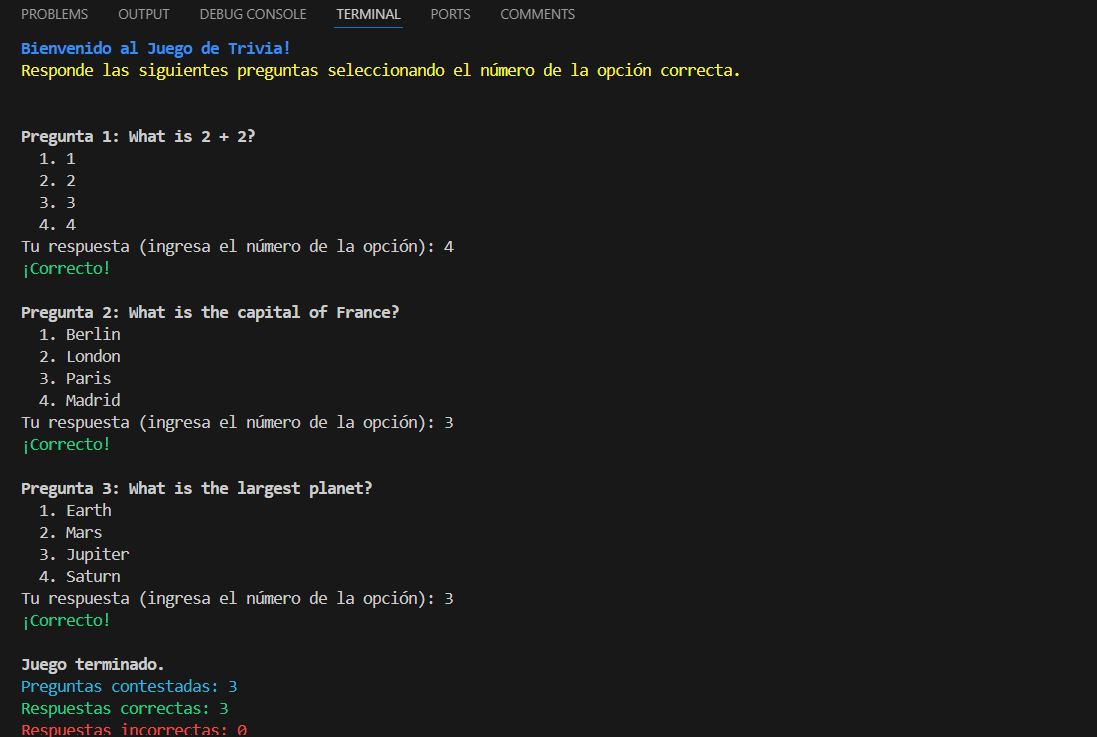 PROBLEMS OUTPUT DEBUG CONSOLE TERMINAL PORTS COMMENTS
Bienvenido al Juego de Trivia!
Responde las siguientes preguntas seleccionando el número de la opción correcta.
Pregunta 1: What is 2 + 2?
1. 1
2. 2
3. 3
4. 4
Tu respuesta (ingresa el número de la opción): 4
¡Correcto!
Pregunta 2: What is the capital of France?
1. Berlin
2. London
3. Paris
4. Madrid
Tu respuesta (ingresa el número de la opción): 3
¡Correcto!
Pregunta 3: What is the largest planet?
1. Earth
2. Mars
3. Jupiter
4. Saturn
Tu respuesta (ingresa el número de la opción): 3
¡Correcto!
Juego terminado.
Preguntas contestadas: 3
Respuestas correctas: 3
Respuestas incorrectas: 0